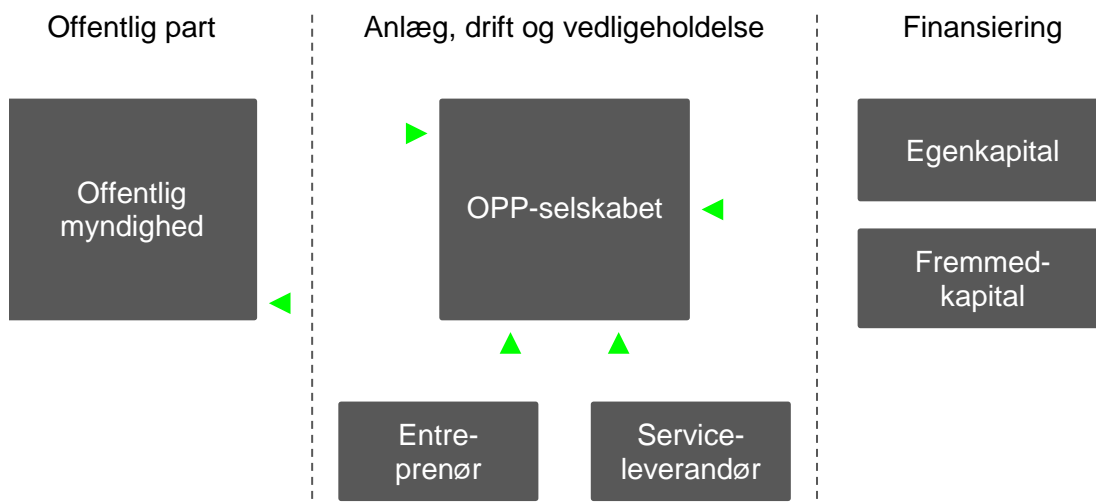 Offentlig part
Anlæg, drift og vedligeholdelse
Finansiering
Offentlig
myndighed
OPP-selskabet
Egenkapital
Fremmed-
kapital
Entre-
prenør
Service-
leverandør